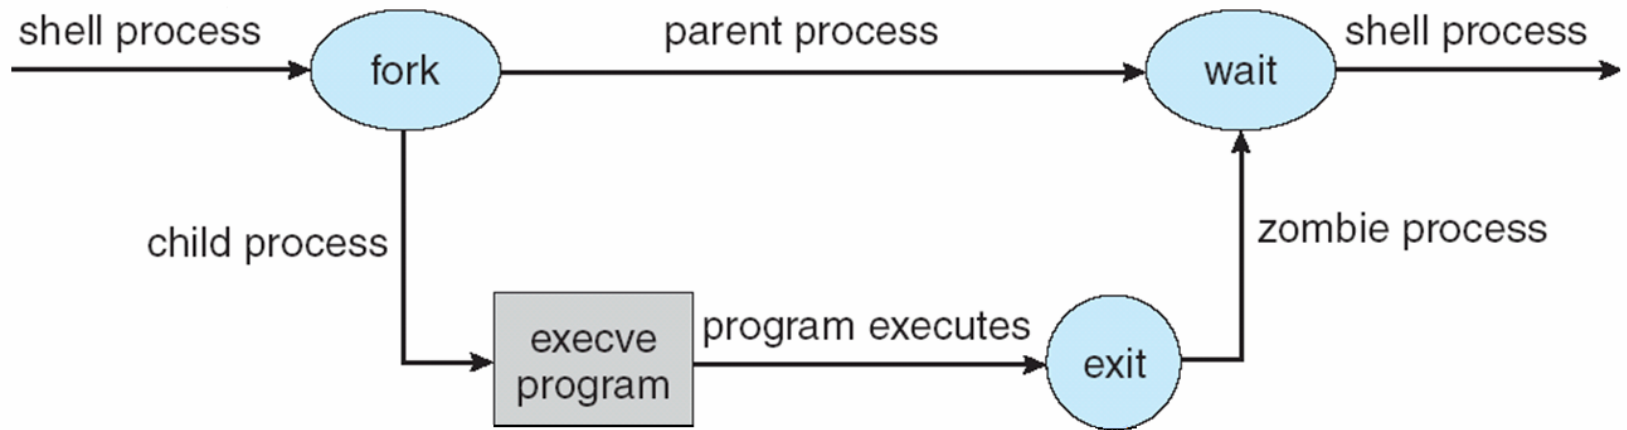 shell process
fork
parent process
wait
shell process
child process
zombie process
execve
program
program executes
exit